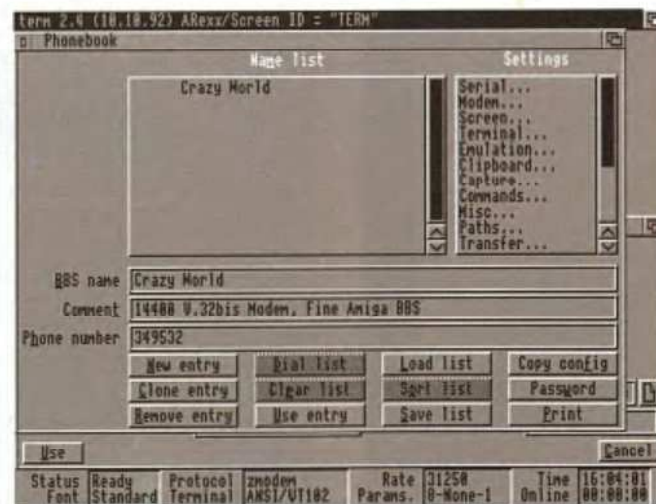 term 2.4 (10.10.92) ARexx/Screen ID = "TERM"
Phonebook
Name list
Settings
Crazy World
Serial...
Modem...
Screen...
Terminal...
Emulation...
Clipboard...
Capture...
Commands...
Misc...
Paths...
Transfer...
BBS name Crazy World
Comment 14400 V.32bis Modem, Fine Amiga BBS
Phone number 349532
New entry Dial list Load list Copy config
Clone entry Clear list Sort list Password
Remove entry Use entry Save list Print
Use Cancel
Status Ready Protocol zmodem Rate 31250 Time 16:04:01
Font Standard Terminal ANSI/VT102 Params. 8-None-1 Online 00:00:00